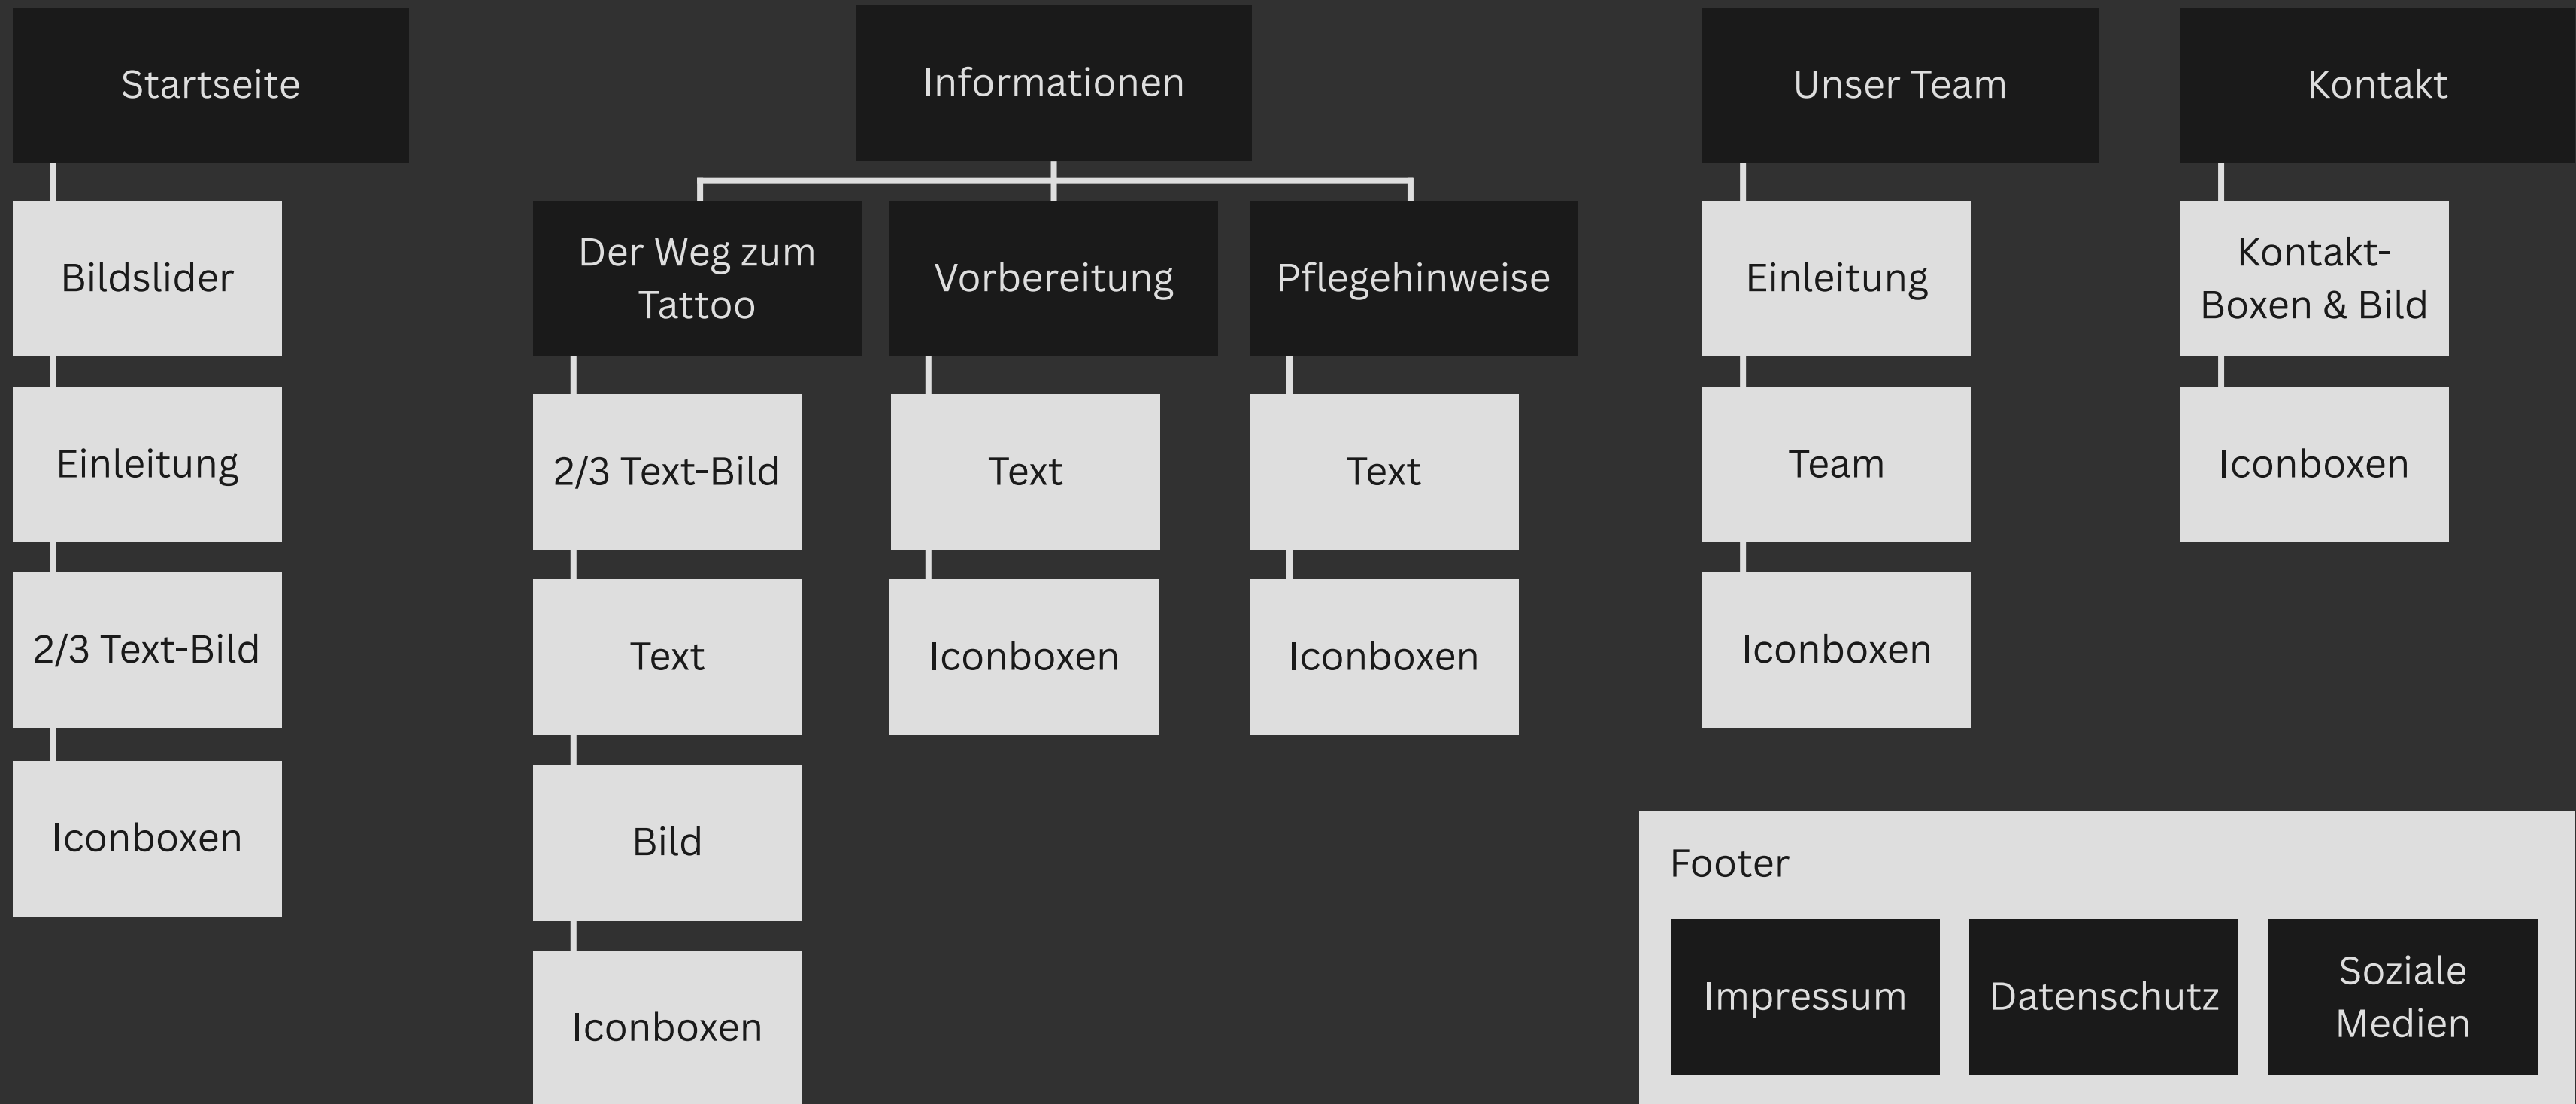 Startseite
Bildslider
Einleitung
2/3 Text-Bild
Iconboxen
Informationen
Der Weg zum
Tattoo
2/3 Text-Bild
Text
Bild
Iconboxen
Vorbereitung
Text
Iconboxen
Pflegehinweise
Text
Iconboxen
Unser Team
Einleitung
Team
Iconboxen
Kontakt
Kontakt-
Boxen & Bild
Iconboxen
Footer
Impressum
Datenschutz
Soziale
Medien